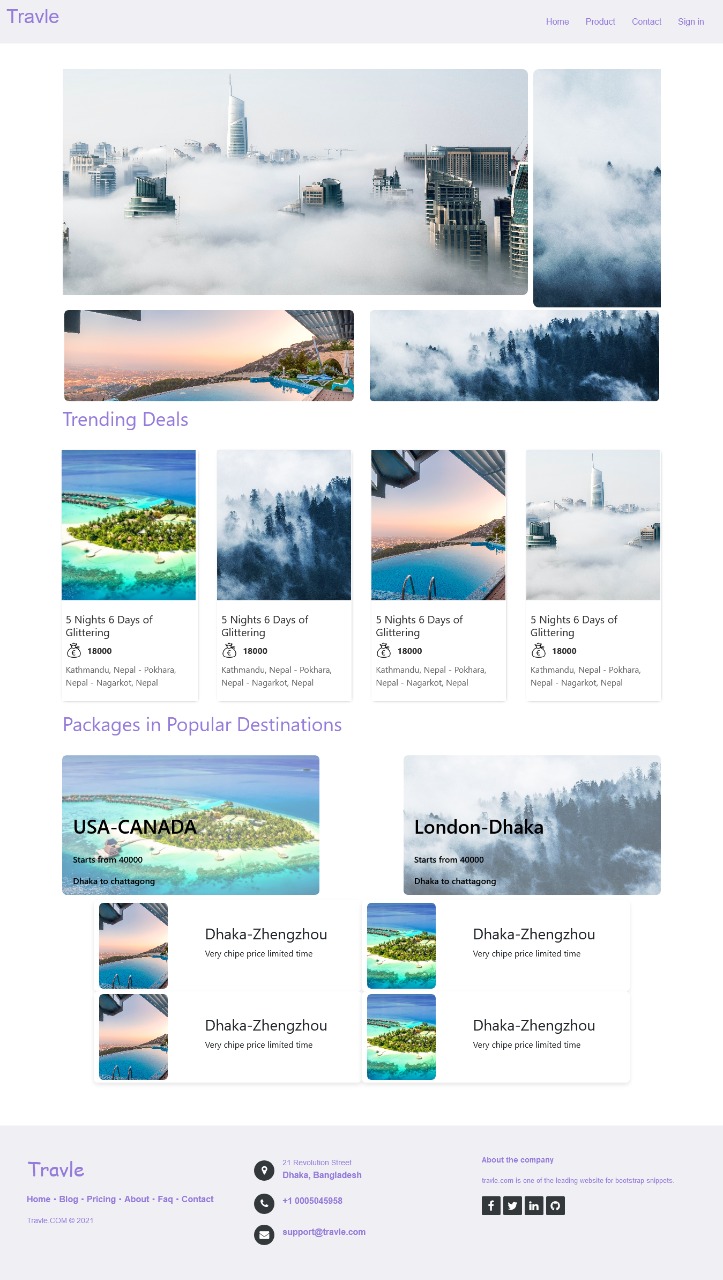 Travle
Home Product Contact Sign in
Trending Deals
5 Nights 6 Days of
Glittering
18000
Kathmandu, Nepal - Pokhara,
Nepal - Nagarkot, Nepal
5 Nights 6 Days of
Glittering
18000
Kathmandu, Nepal - Pokhara,
Nepal - Nagarkot, Nepal
5 Nights 6 Days of
Glittering
18000
Kathmandu, Nepal - Pokhara,
Nepal - Nagarkot, Nepal
5 Nights 6 Days of
Glittering
18000
Kathmandu, Nepal - Pokhara,
Nepal - Nagarkot, Nepal
Packages in Popular Destinations
USA-CANADA
Starts from 40000
Dhaka to chattagong
London-Dhaka
Starts from 40000
Dhaka to chattagong
Dhaka-Zhengzhou
Very chipe price limited time
Dhaka-Zhengzhou
Very chipe price limited time
Dhaka-Zhengzhou
Very chipe price limited time
Dhaka-Zhengzhou
Very chipe price limited time
Travle
Home · Blog · Pricing · About · Faq · Contact
Travle.COM © 2021
21 Revolution Street
Dhaka, Bangladesh
+1 0005045958
support@travle.com
About the company
travle.com is one of the leading website for bootstrap snippets.